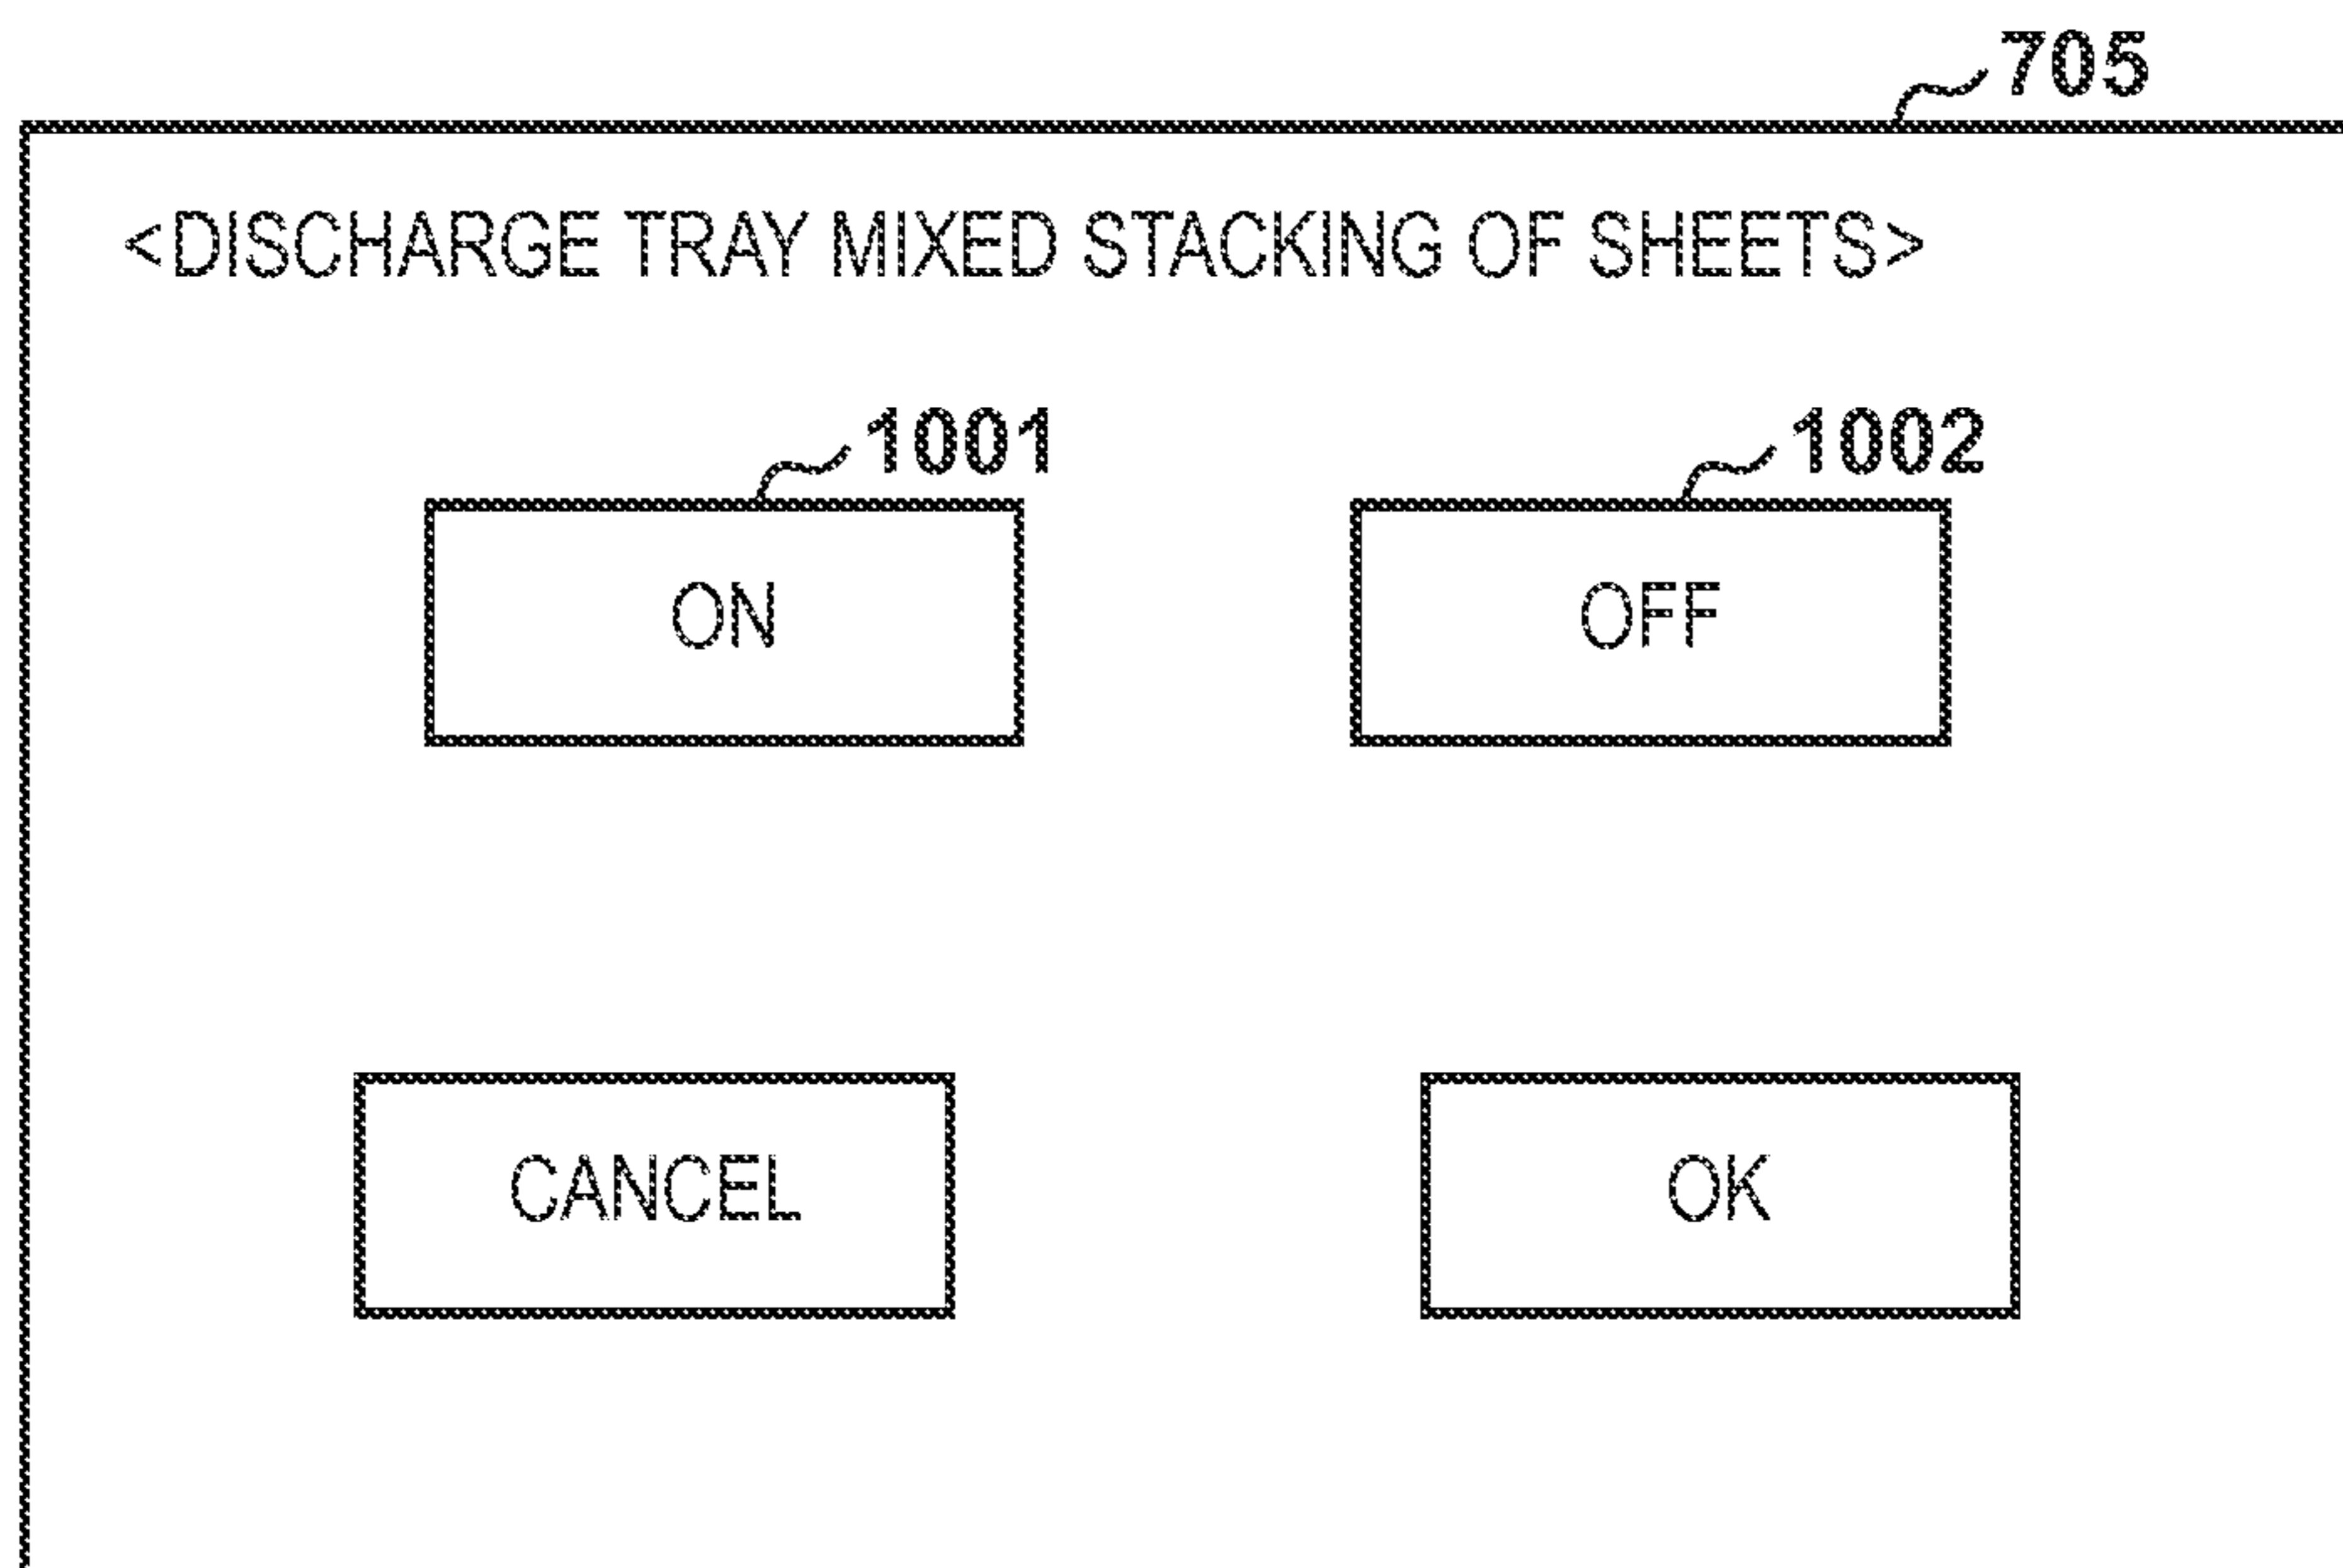 705
<DISCHARGE TRAY MIXED STACKING OF SHEETS>
1001 1002
ON OFF
CANCEL OK